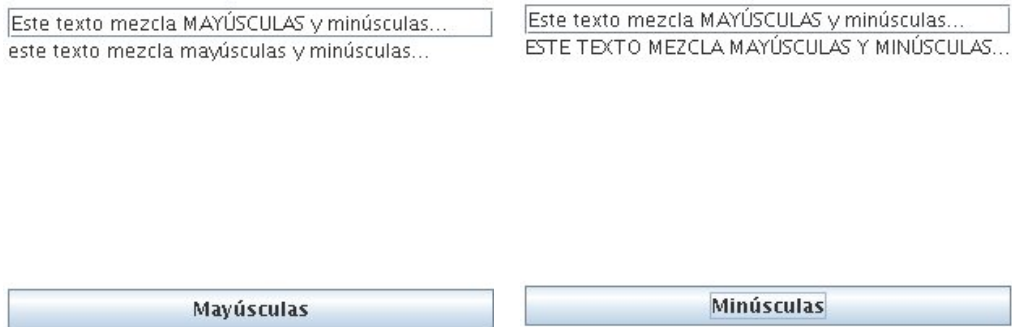 Este texto mezcla MAYÚSCULAS y minúsculas...
este texto mezcla mayúsculas y minúsculas...
Mayúsculas
Este texto mezcla MAYÚSCULAS y minúsculas...
ESTE TEXTO MEZCLA MAYÚSCULAS Y MINÚSCULAS...
Minúsculas